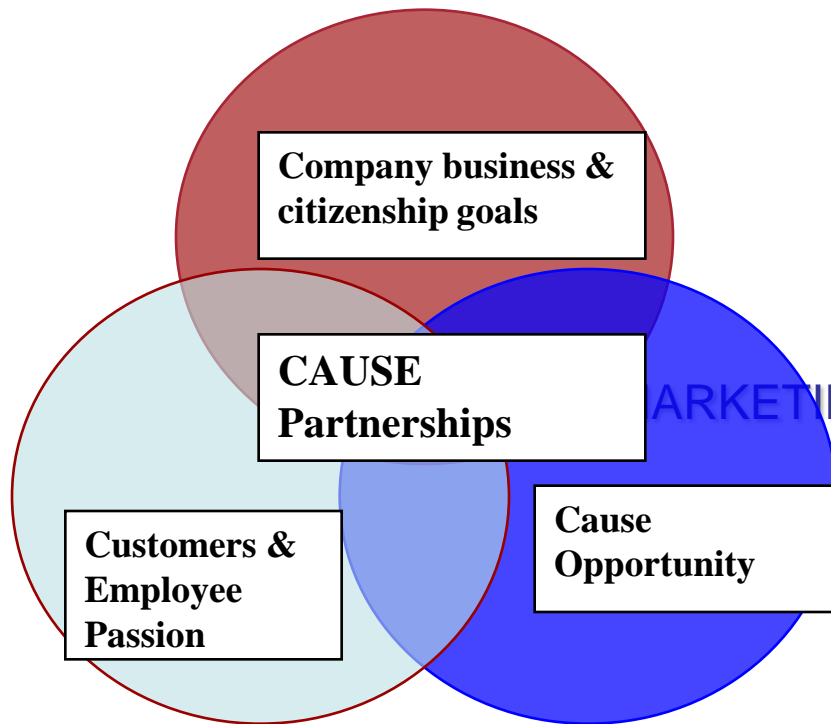 Company business &
citizenship goals
CAUSE
Partnerships
Customers &
Employee
Passion
Cause
Opportunity